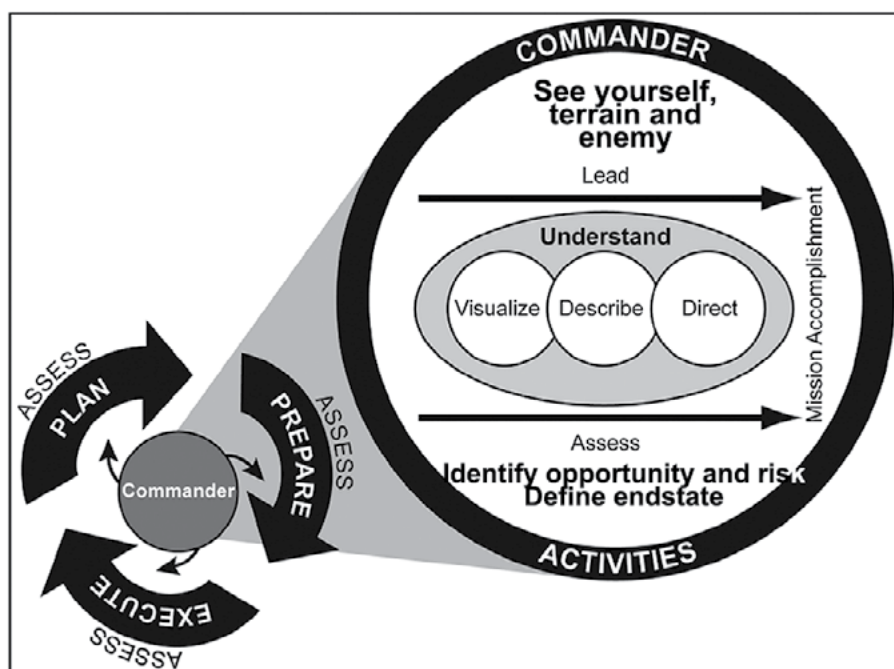 COMMANDER
See yourself,
terrain and
enemy
Lead
Understand
Visualize
Describe
Direct
Mission Accomplishment
Assess
Identify opportunity and risk
Define endstate
ACTIVITIES
ASSESS
PLAN
PREPARE
ASSESS
Commander
EXECUTE
ASSESS